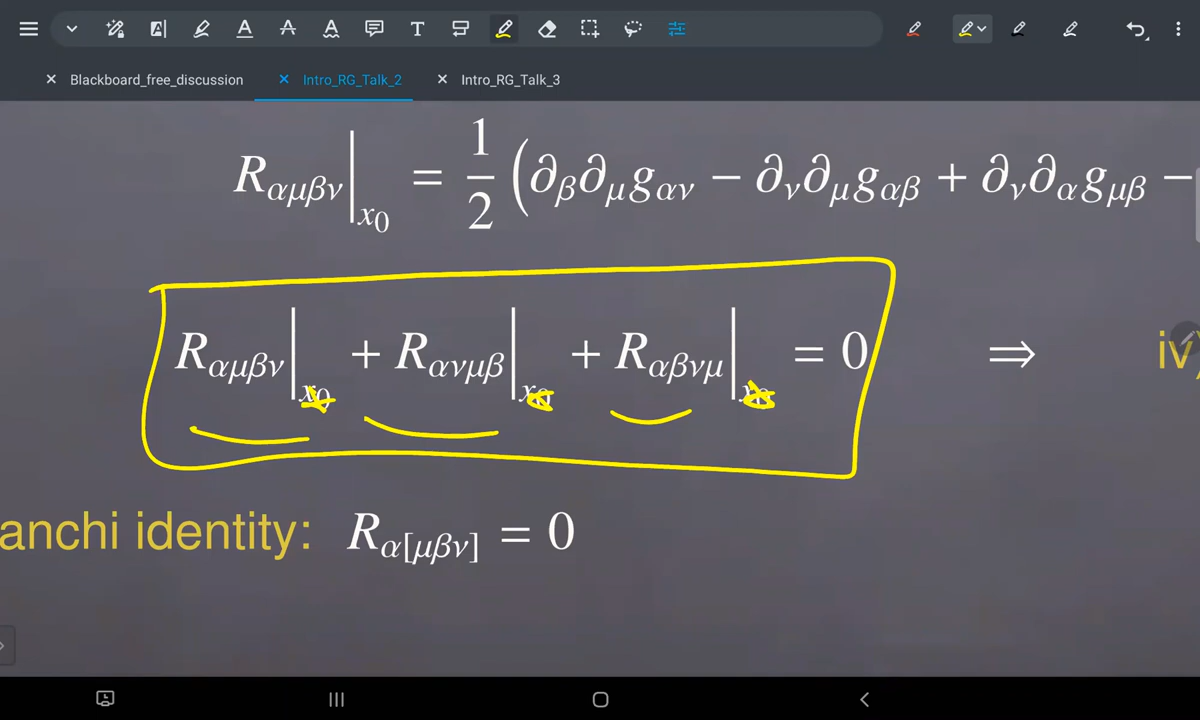 Blackboard_free_discussion Intro_RG_Talk_2 Intro_RG_Talk_3
R_{αμβν}|_{x_0} = 1/2 (∂_β∂_μ g_{αν} − ∂_ν∂_μ g_{αβ} + ∂_ν∂_α g_{μβ} −
R_{αμβν}|_{x_0} + R_{ανμβ}|_{x_0} + R_{αβνμ}|_{x_0} = 0 ⇒ iv)
anchi identity: R_{α[μβν]} = 0